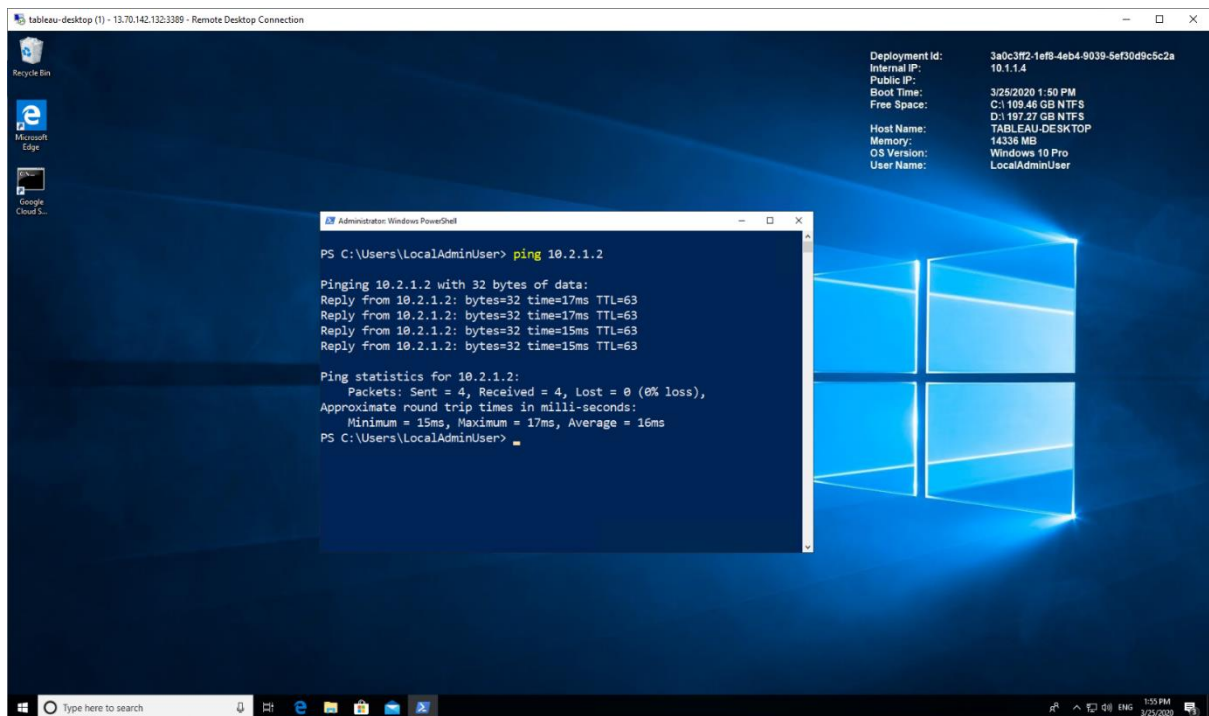 tableau-desktop (1) - 13.70.142.132:3389 - Remote Desktop Connection
Recycle Bin
Microsoft
Edge
Google
Cloud S...
Deployment Id: 3a0c3ff2-1ef8-4eb4-9039-5ef30d9c5c2a
Internal IP: 10.1.1.4
Public IP:
Boot Time: 3/25/2020 1:50 PM
Free Space: C:\ 109.46 GB NTFS
D:\ 197.27 GB NTFS
Host Name: TABLEAU-DESKTOP
Memory: 14336 MB
OS Version: Windows 10 Pro
User Name: LocalAdminUser
Administrator: Windows PowerShell
PS C:\Users\LocalAdminUser> ping 10.2.1.2
Pinging 10.2.1.2 with 32 bytes of data:
Reply from 10.2.1.2: bytes=32 time=17ms TTL=63
Reply from 10.2.1.2: bytes=32 time=17ms TTL=63
Reply from 10.2.1.2: bytes=32 time=15ms TTL=63
Reply from 10.2.1.2: bytes=32 time=15ms TTL=63
Ping statistics for 10.2.1.2:
Packets: Sent = 4, Received = 4, Lost = 0 (0% loss),
Approximate round trip times in milli-seconds:
Minimum = 15ms, Maximum = 17ms, Average = 16ms
PS C:\Users\LocalAdminUser>
Type here to search
ENG
1:55 PM
3/25/2020